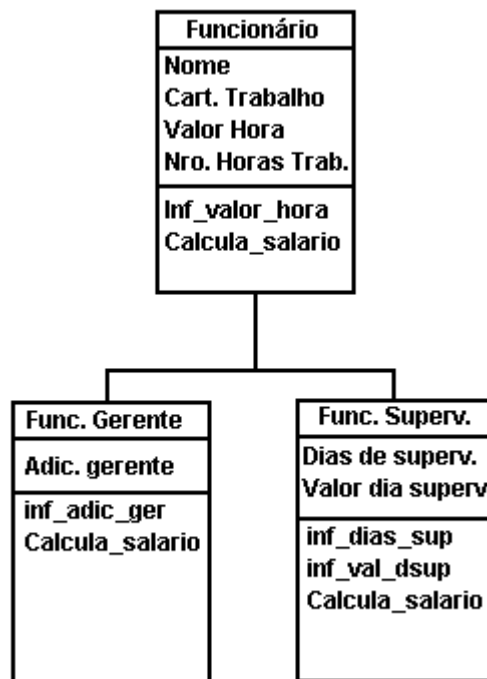 Funcionário
Nome
Cart. Trabalho
Valor Hora
Nro. Horas Trab.
Inf_valor_hora
Calcula_salario
Func. Gerente
Adic. gerente
inf_adic_ger
Calcula_salario
Func. Superv.
Dias de superv.
Valor dia superv
inf_dias_sup
inf_val_dsup
Calcula_salario